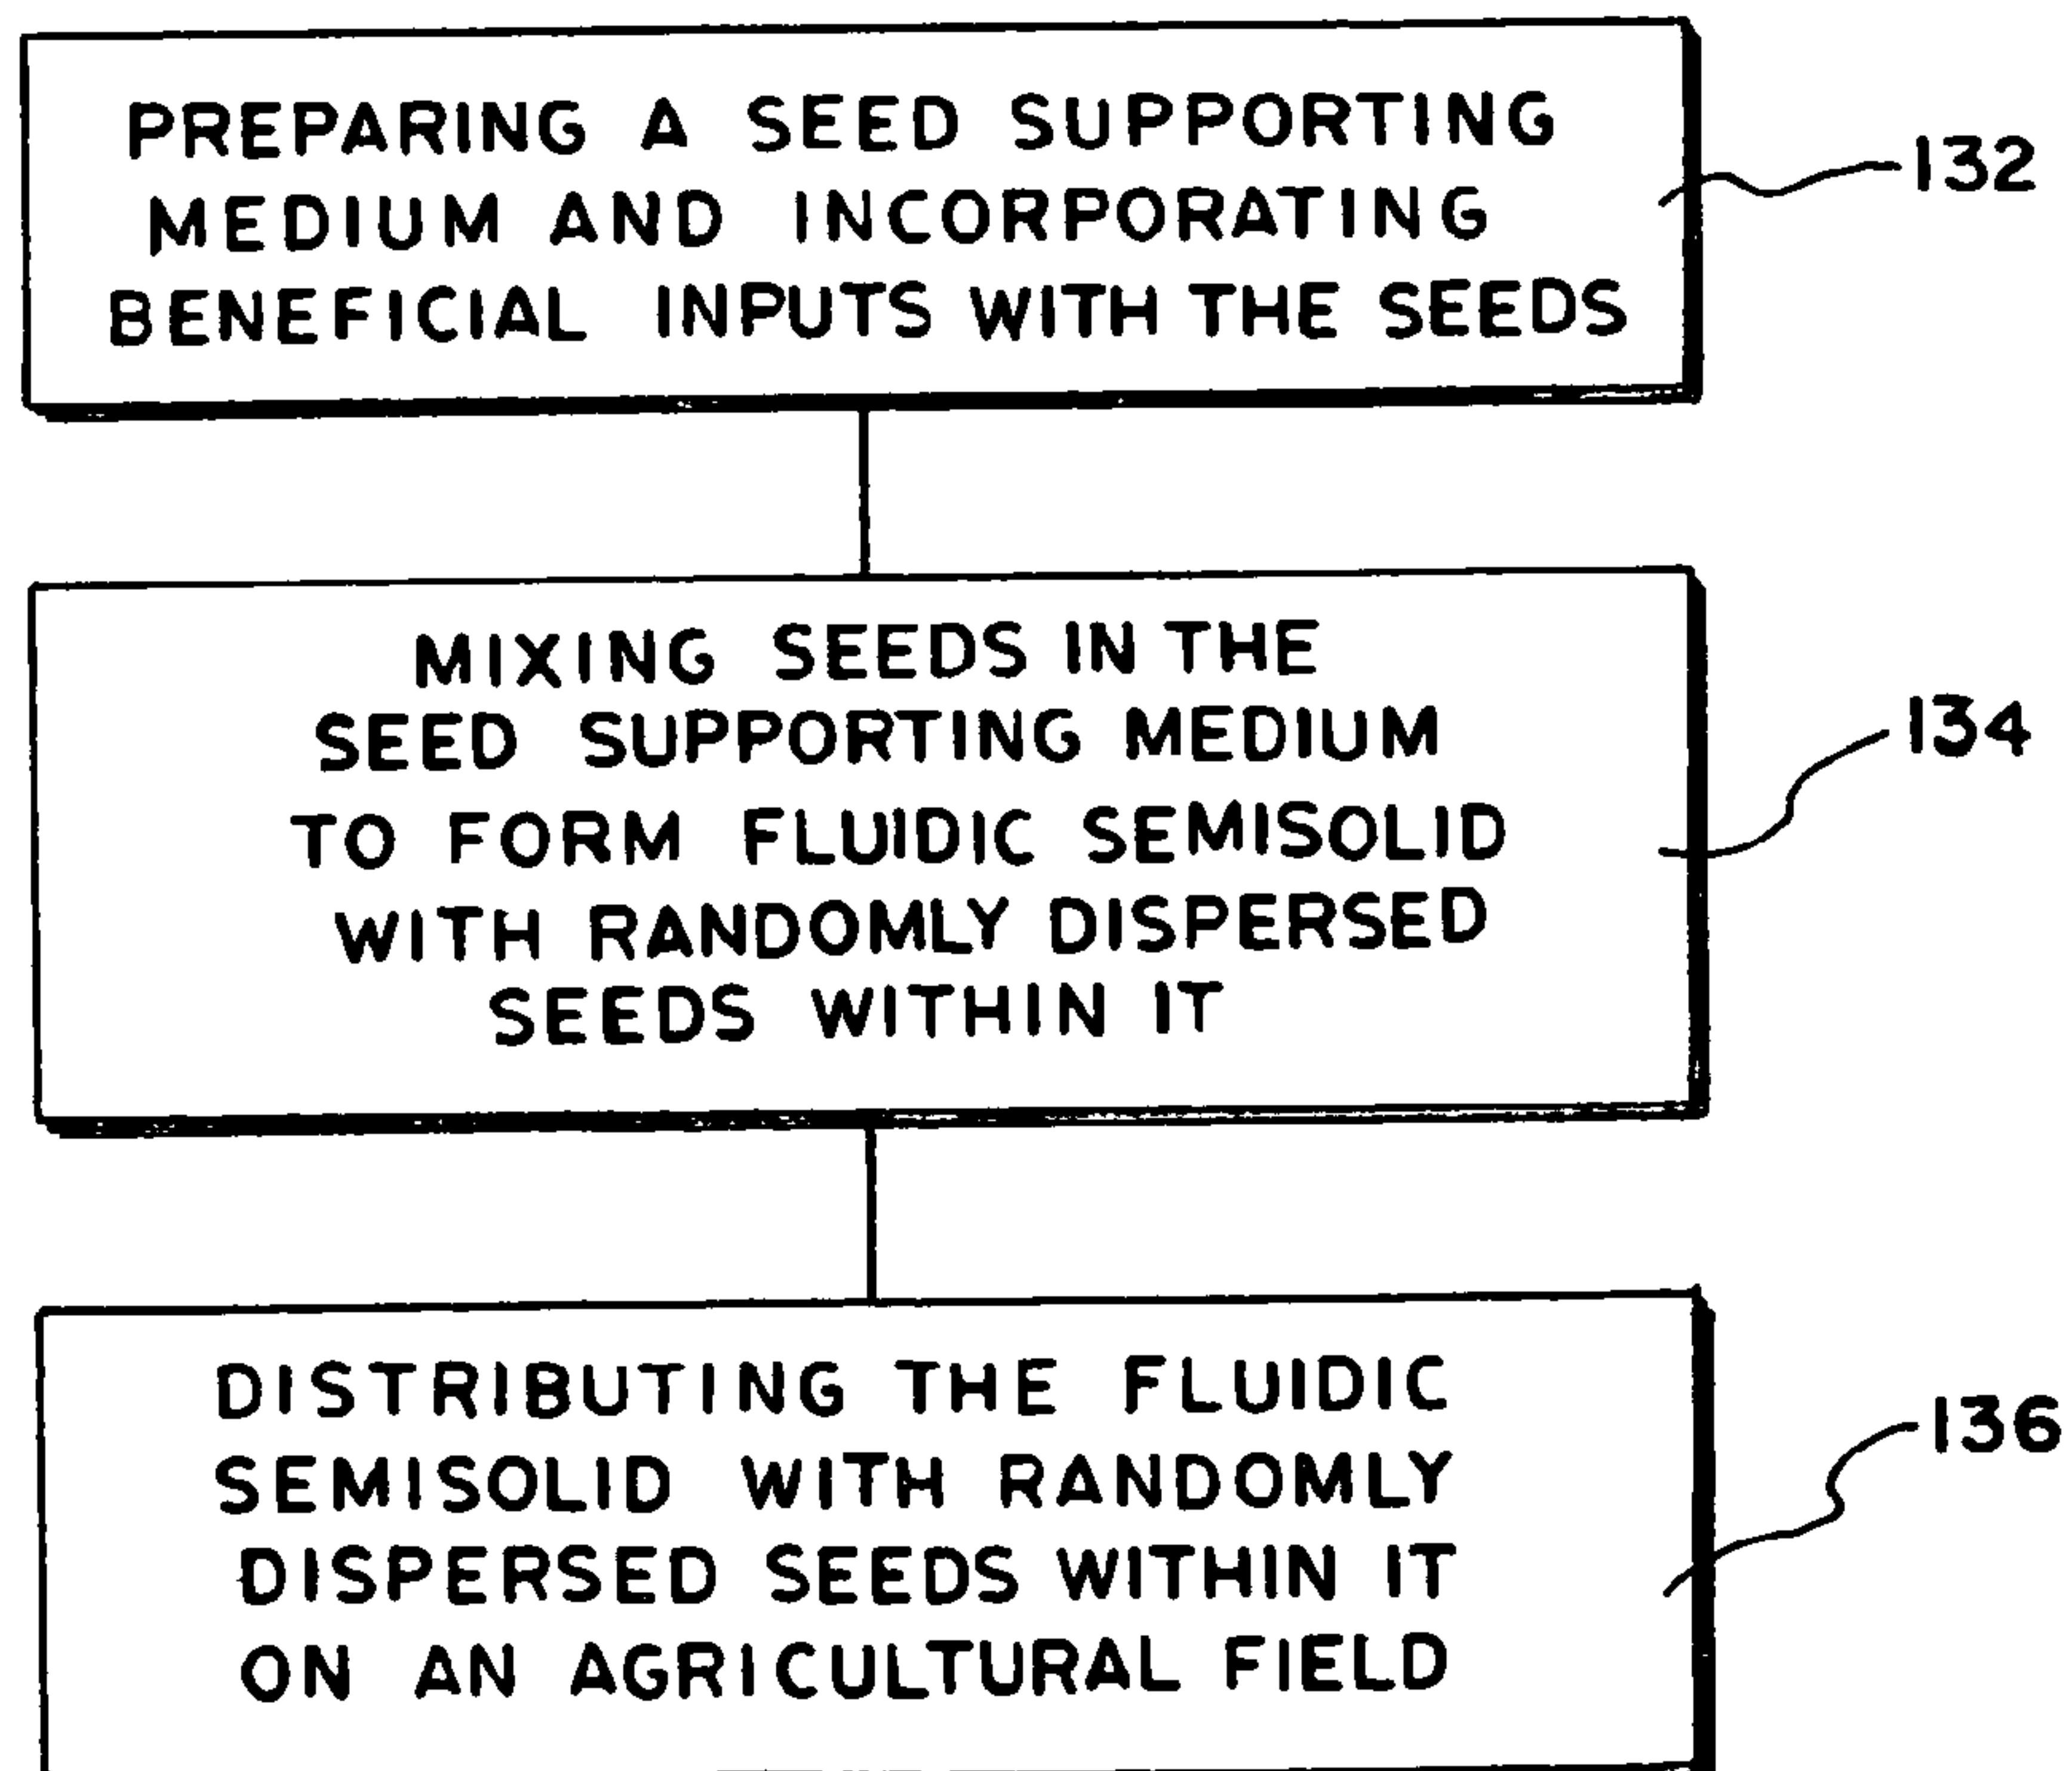 PREPARING A SEED SUPPORTING
MEDIUM AND INCORPORATING
BENEFICIAL INPUTS WITH THE SEEDS
132
MIXING SEEDS IN THE
SEED SUPPORTING MEDIUM
TO FORM FLUIDIC SEMISOLID
WITH RANDOMLY DISPERSED
SEEDS WITHIN IT
134
DISTRIBUTING THE FLUIDIC
SEMISOLID WITH RANDOMLY
DISPERSED SEEDS WITHIN IT
ON AN AGRICULTURAL FIELD
136